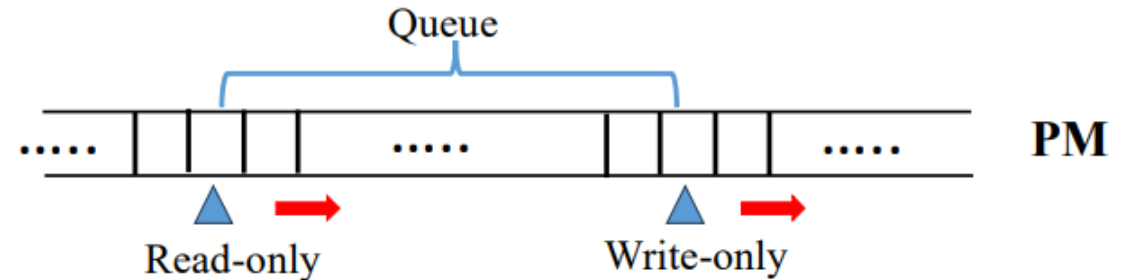 Queue
..... ..... ..... PM
Read-only Write-only